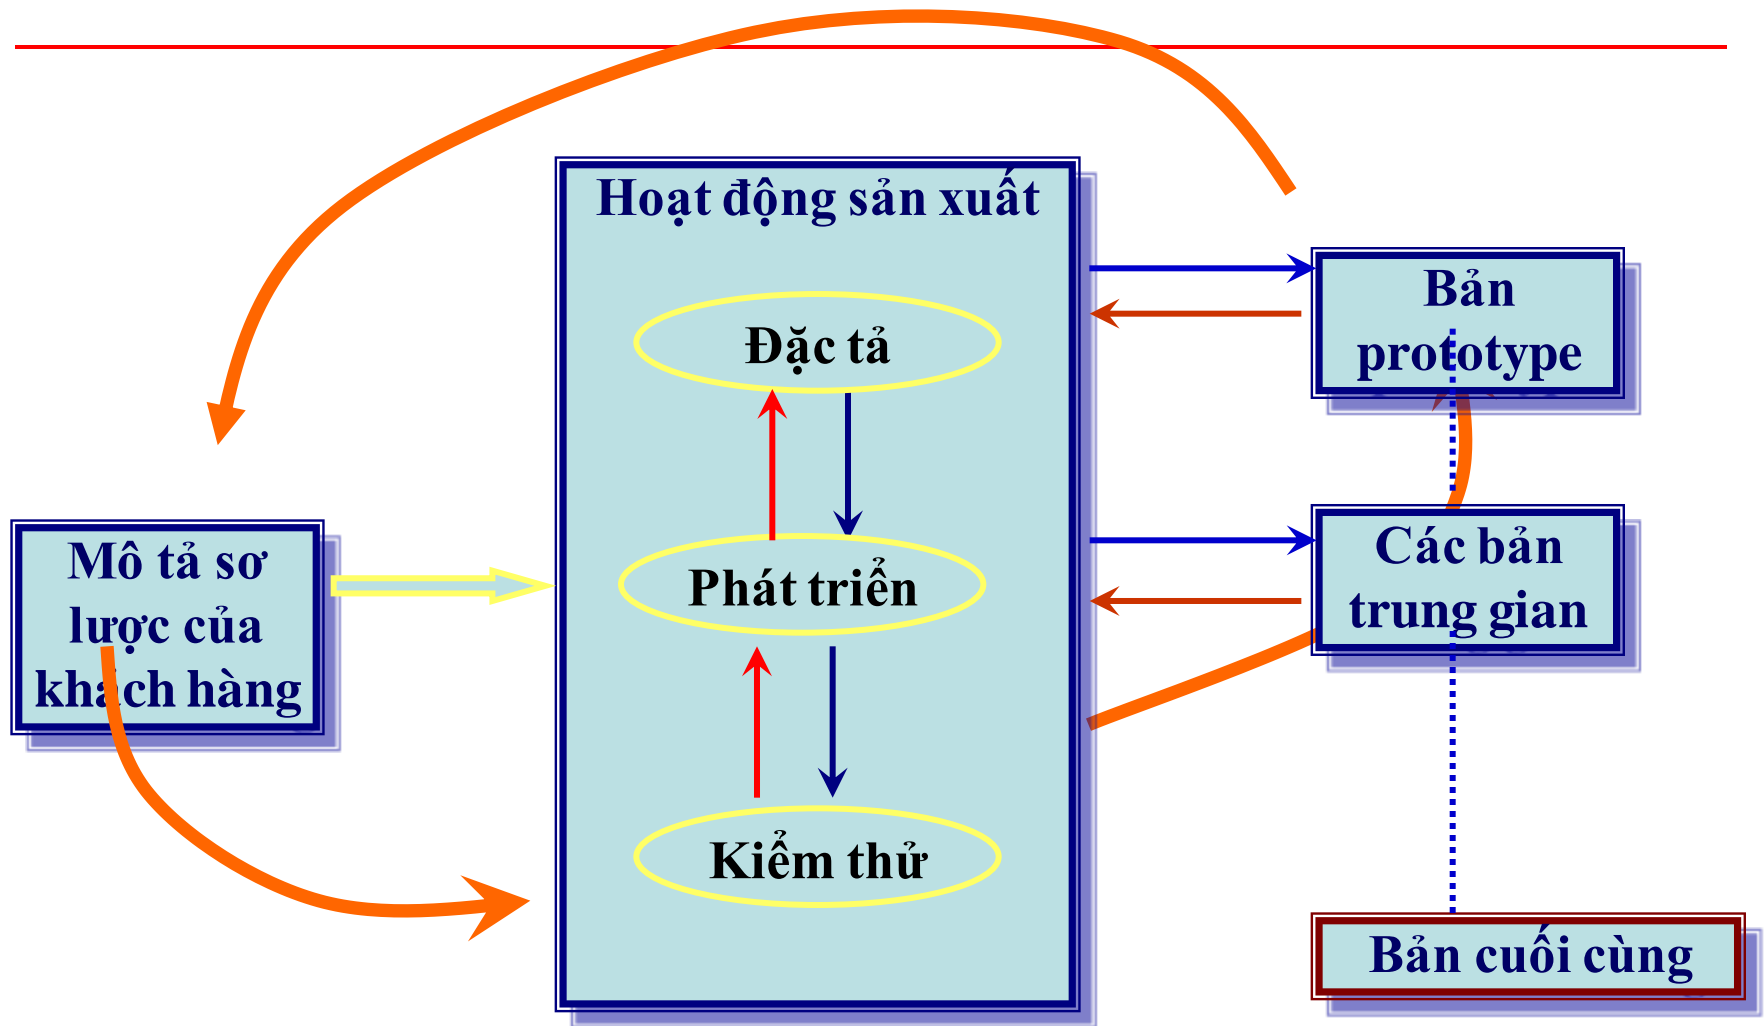 Hoạt động sản xuất
Đặc tả
Phát triển
Kiểm thử
Mô tả sơ
lược của
khách hàng
Bản
prototype
Các bản
trung gian
Bản cuối cùng